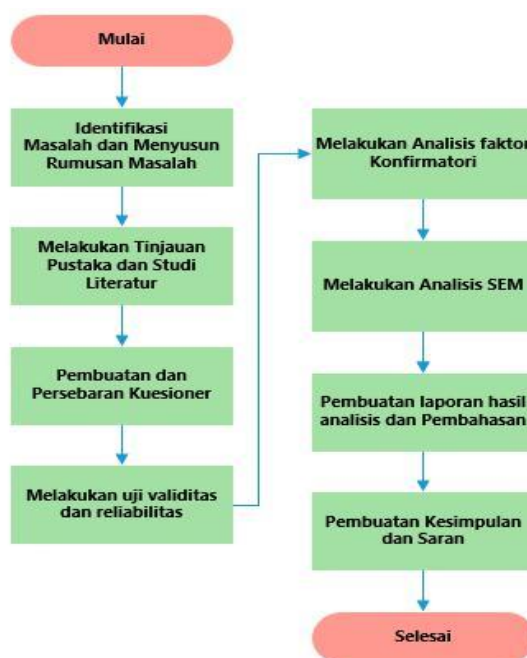 Mulai
Identifikasi
Masalah dan Menyusun
Rumusan Masalah
Melakukan Tinjauan
Pustaka dan Studi
Literatur
Pembuatan dan
Persebaran Kuesioner
Melakukan uji validitas
dan reliabilitas
Melakukan Analisis faktor
Konfirmatori
Melakukan Analisis SEM
Pembuatan laporan hasil
analisis dan Pembahasan
Pembuatan Kesimpulan
dan Saran
Selesai